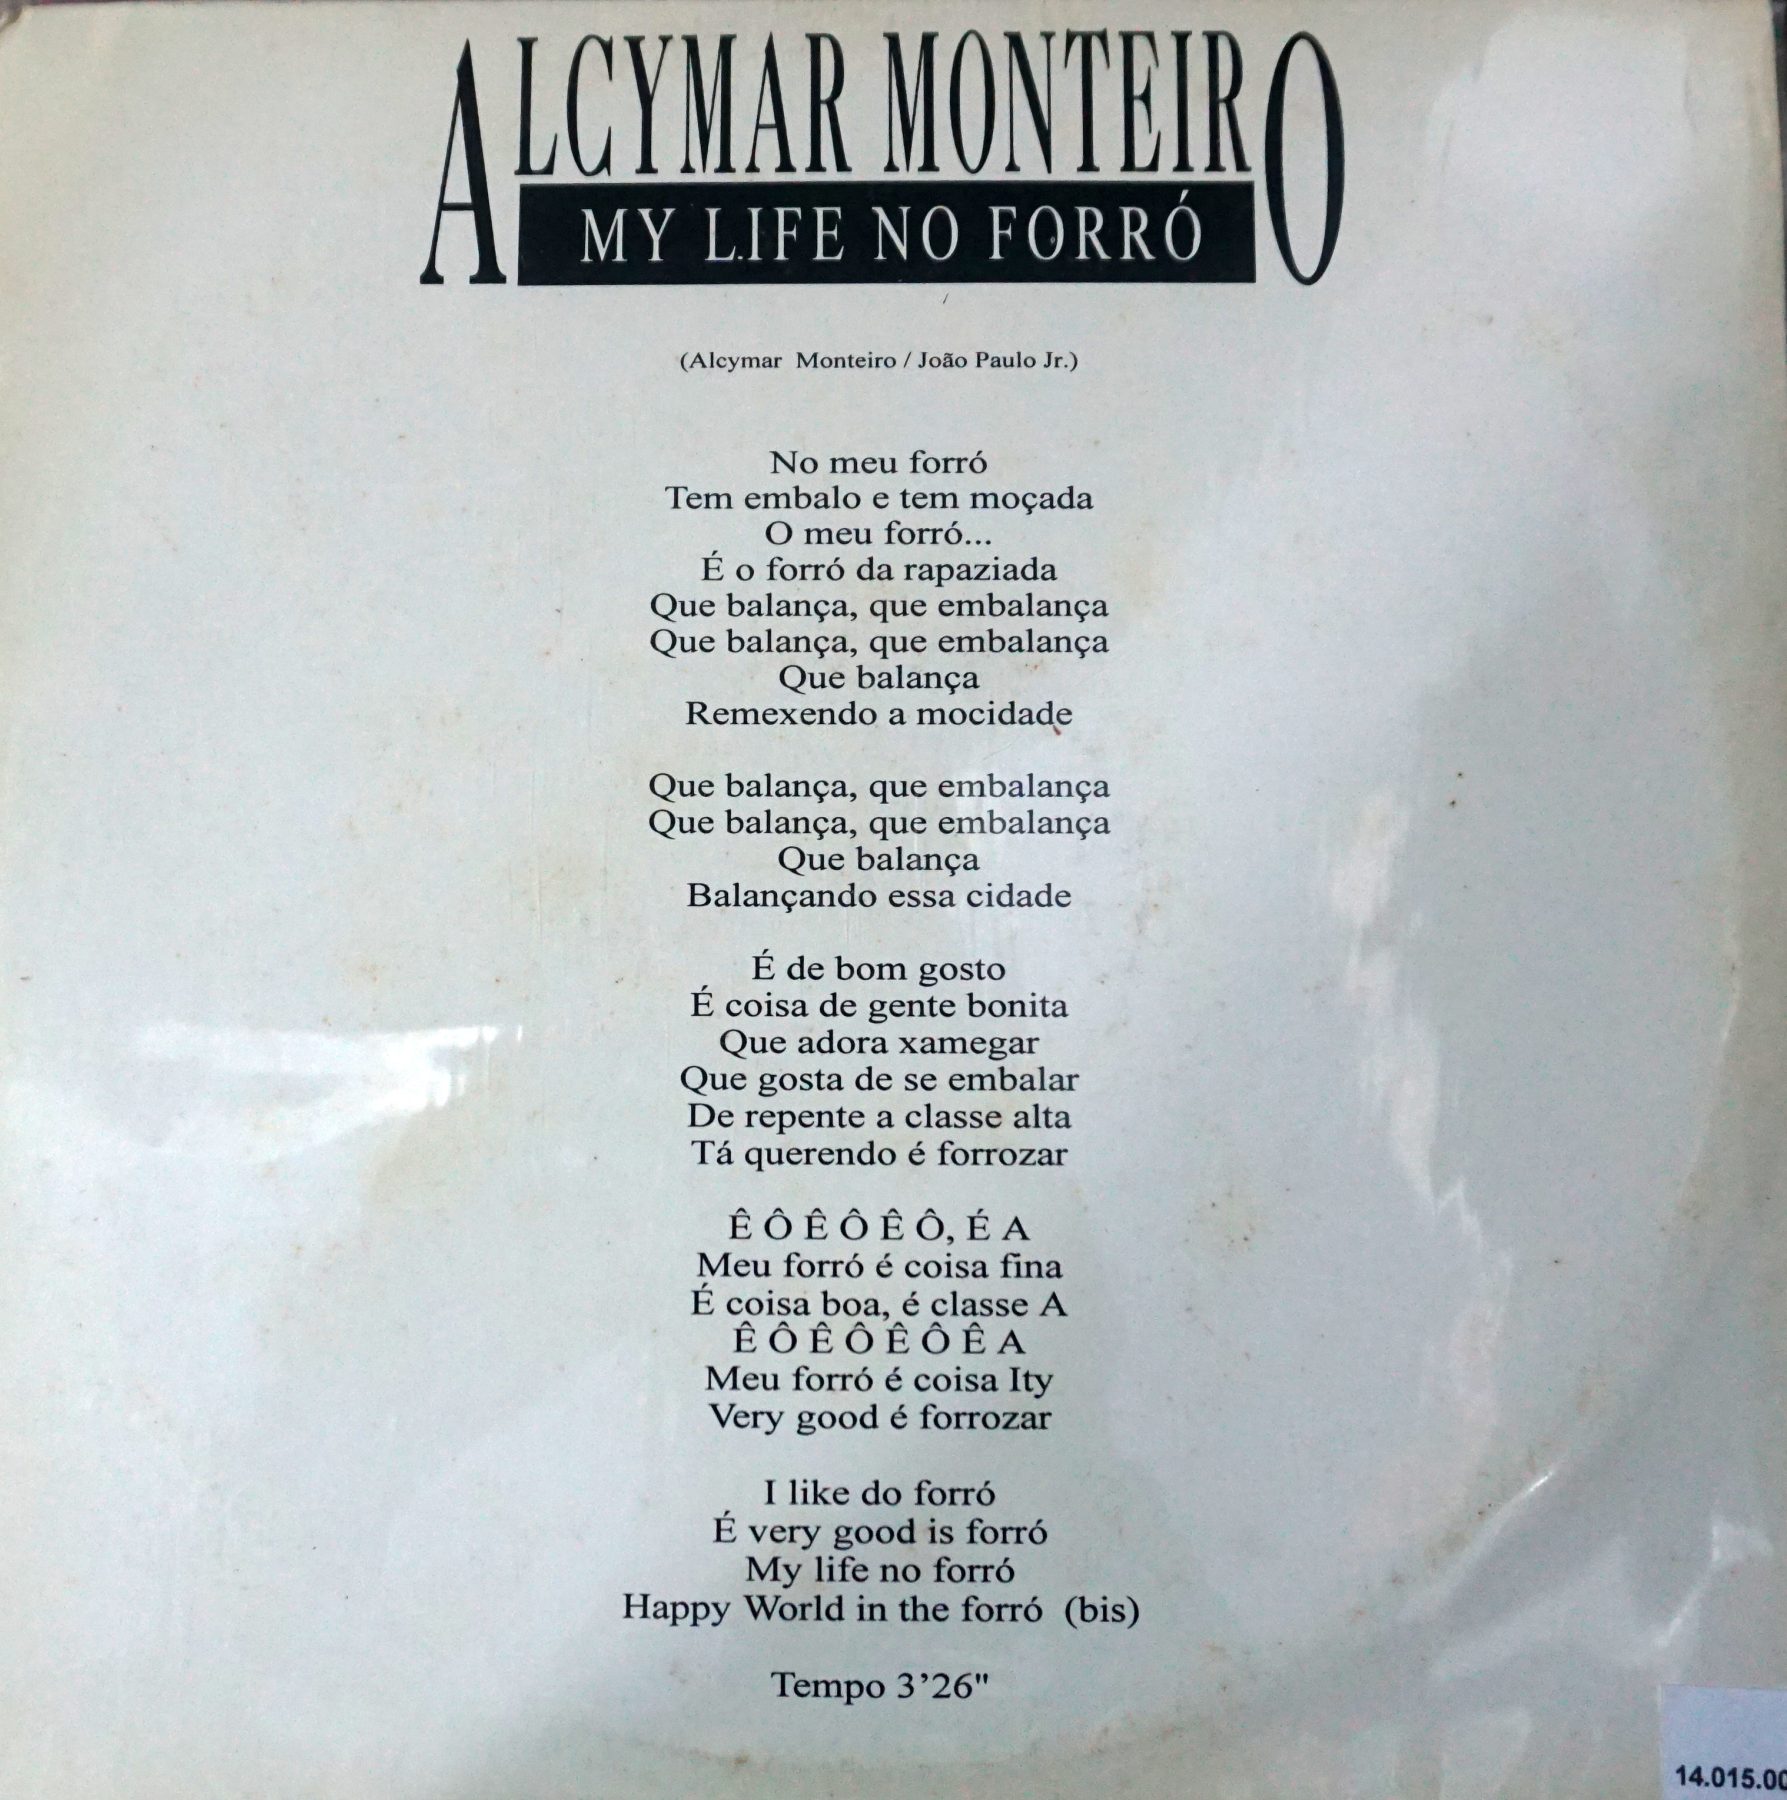 ALCYMAR MONTEIRO
MY LIFE NO FORRÓ
(Alcymar Monteiro / João Paulo Jr.)
No meu forró
Tem embalo e tem moçada
O meu forró...
É o forró da rapaziada
Que balança, que embalança
Que balança, que embalança
Que balança
Remexendo a mocidade
Que balança, que embalança
Que balança, que embalança
Que balança
Balançando essa cidade
É de bom gosto
É coisa de gente bonita
Que adora xamegar
Que gosta de se embalar
De repente a classe alta
Tá querendo é forrozar
Ê Ô Ê Ô Ê Ô, É A
Meu forró é coisa fina
É coisa boa, é classe A
Ê Ô Ê Ô Ê Ô Ê A
Meu forró é coisa Ity
Very good é forrozar
I like do forró
É very good is forró
My life no forró
Happy World in the forró (bis)
Tempo 3’26"